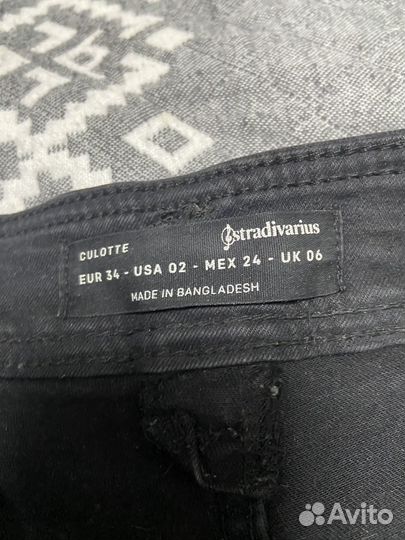 CULOTTE
stradivarius
EUR 34 - USA 02 - MEX 24 - UK 06
MADE IN BANGLADESH
Avito